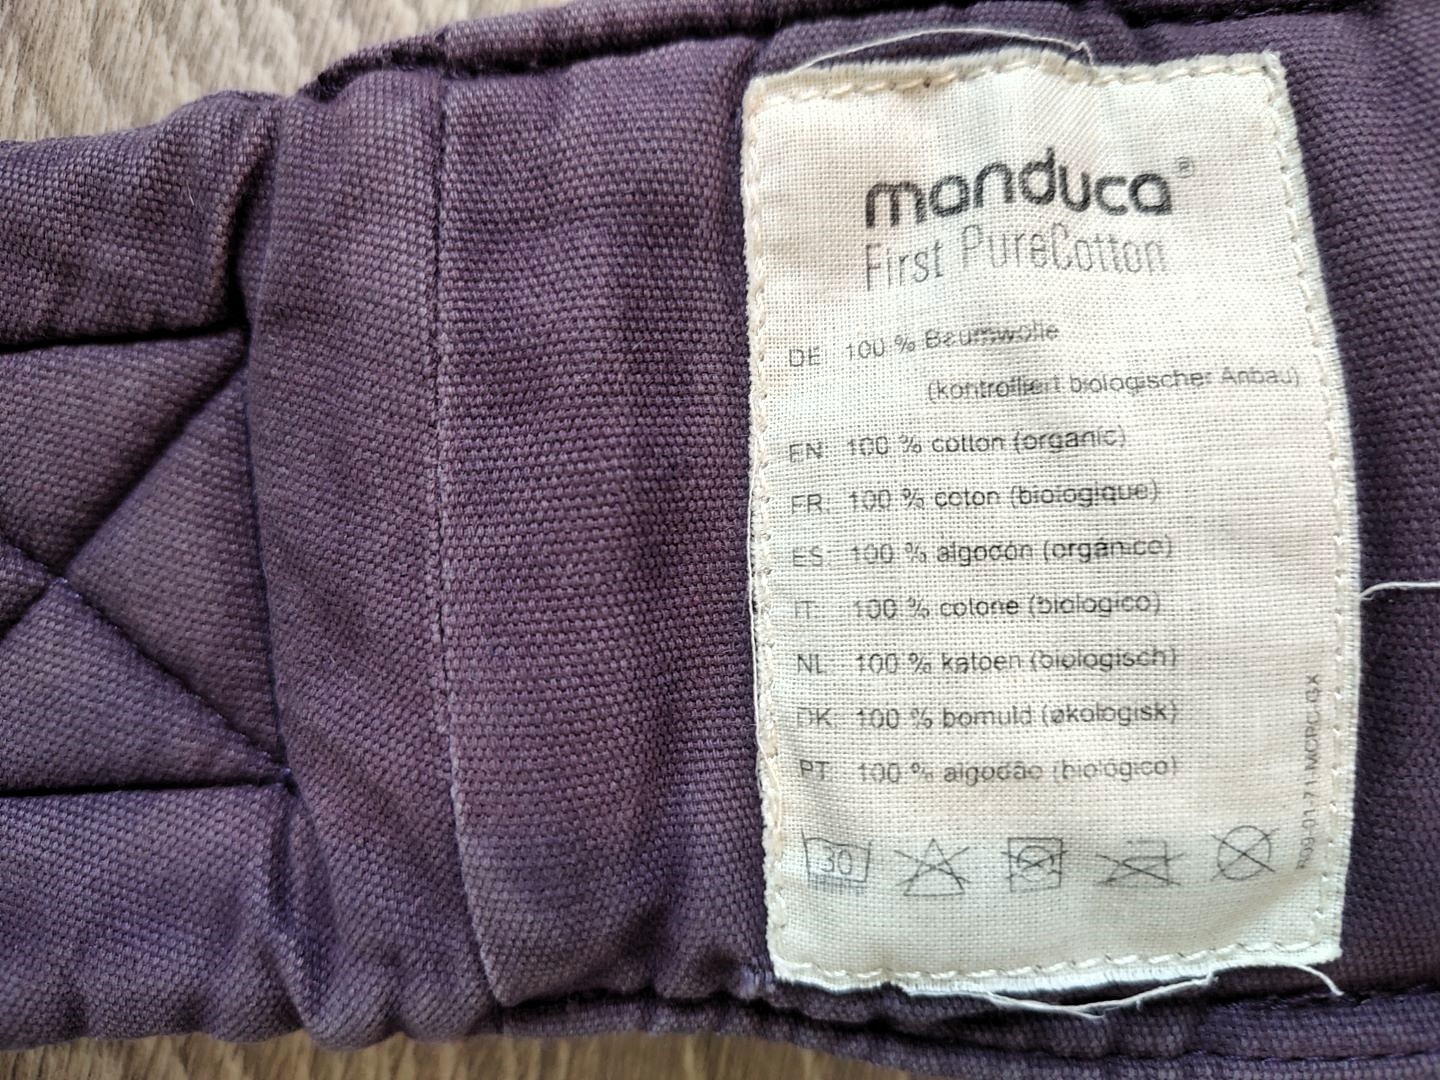 manduca®
First PureCotton
DE: 100 % Baumwolle
(kontrolliert biologischer Anbau)
EN: 100 % cotton (organic)
FR: 100 % coton (biologique)
ES: 100 % algodón (orgánico)
IT: 100 % cotone (biologico)
NL: 100 % katoen (biologisch)
DK: 100 % bomuld (økologisk)
PT: 100 % algodão (biológico)
30